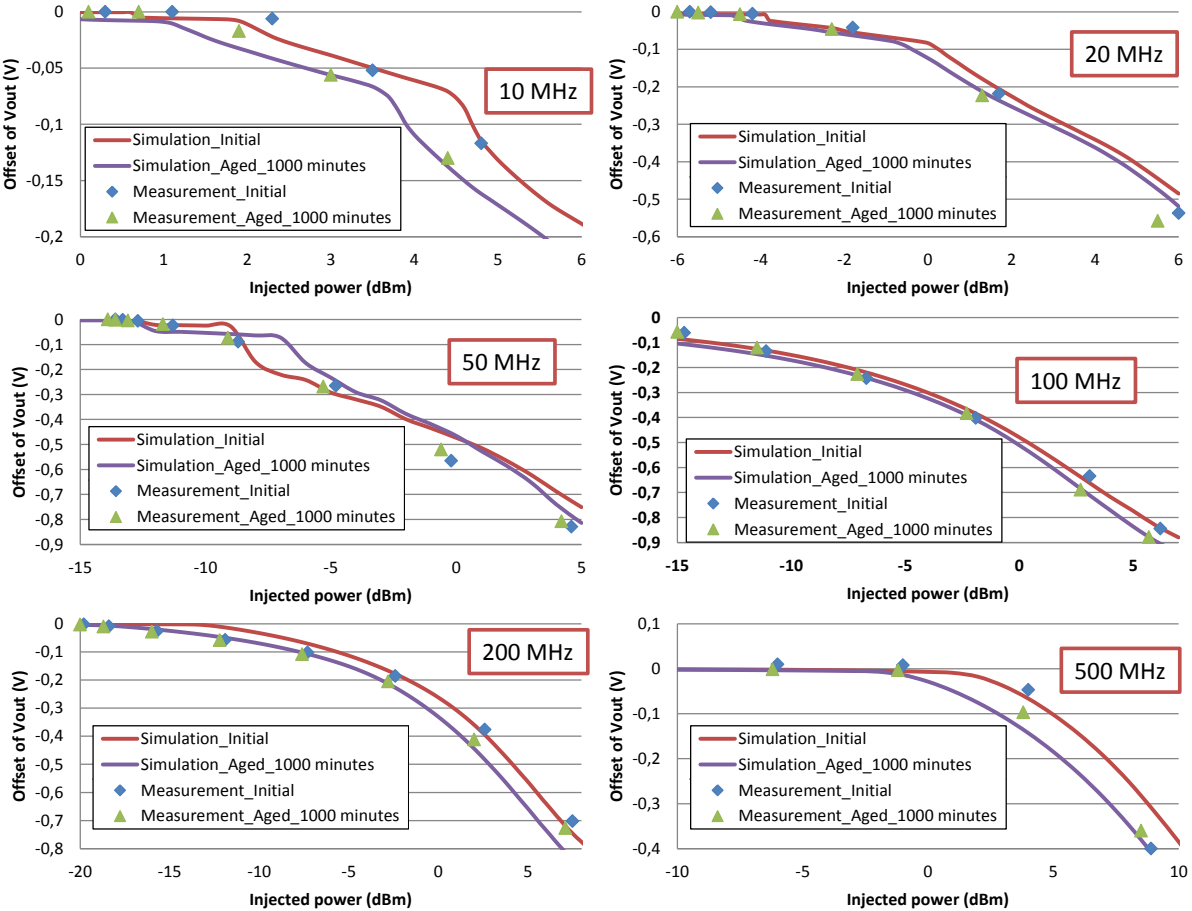 Offset of Vout (V)
0
-0,05
-0,1
-0,15
-0,2
10 MHz
Simulation_Initial
Simulation_Aged_1000 minutes
Measurement_Initial
Measurement_Aged_1000 minutes
0 1 2 3 4 5 6
Injected power (dBm)
Offset of Vout (V)
0
-0,1
-0,2
-0,3
-0,4
-0,5
-0,6
20 MHz
Simulation_Initial
Simulation_Aged_1000 minutes
Measurement_Initial
Measurement_Aged_1000 minutes
-6 -4 -2 0 2 4 6
Injected power (dBm)
Offset of Vout (V)
0
-0,1
-0,2
-0,3
-0,4
-0,5
-0,6
-0,7
-0,8
-0,9
50 MHz
Simulation_Initial
Simulation_Aged_1000 minutes
Measurement_Initial
Measurement_Aged_1000 minutes
-15 -10 -5 0 5
Injected power (dBm)
Offset of Vout (V)
0
-0,1
-0,2
-0,3
-0,4
-0,5
-0,6
-0,7
-0,8
-0,9
100 MHz
Simulation_Initial
Simulation_Aged_1000 minutes
Measurement_Initial
Measurement_Aged_1000 minutes
-15 -10 -5 0 5
Injected power (dBm)
Offset of Vout (V)
0
-0,1
-0,2
-0,3
-0,4
-0,5
-0,6
-0,7
-0,8
200 MHz
Simulation_Initial
Simulation_Aged_1000 minutes
Measurement_Initial
Measurement_Aged_1000 minutes
-20 -15 -10 -5 0 5
Injected power (dBm)
Offset of Vout (V)
0,1
0
-0,1
-0,2
-0,3
-0,4
500 MHz
Simulation_Initial
Simulation_Aged_1000 minutes
Measurement_Initial
Measurement_Aged_1000 minutes
-10 -5 0 5 10
Injected power (dBm)